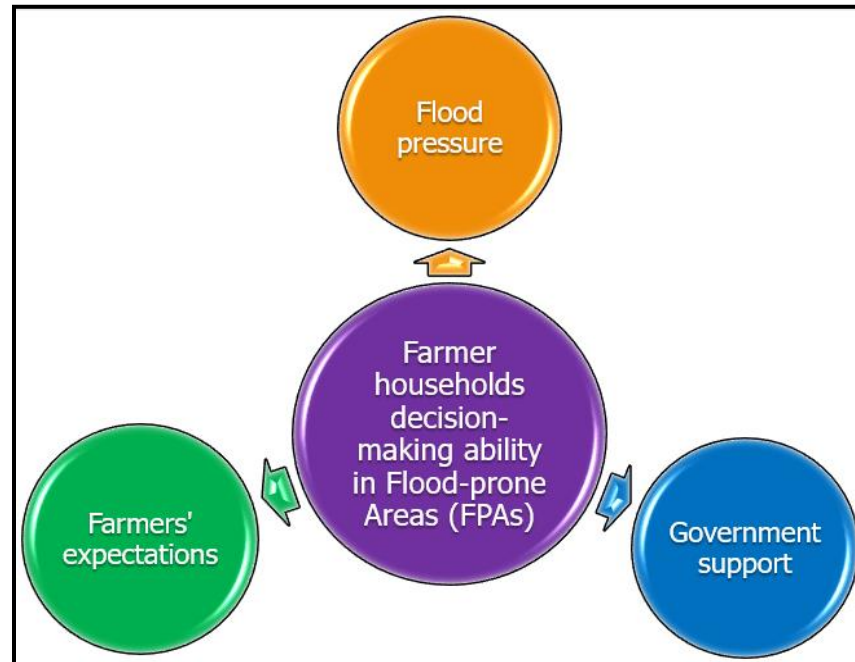 Flood
pressure
Farmer
households
decision-
making ability
in Flood-prone
Areas (FPAs)
Farmers'
expectations
Government
support